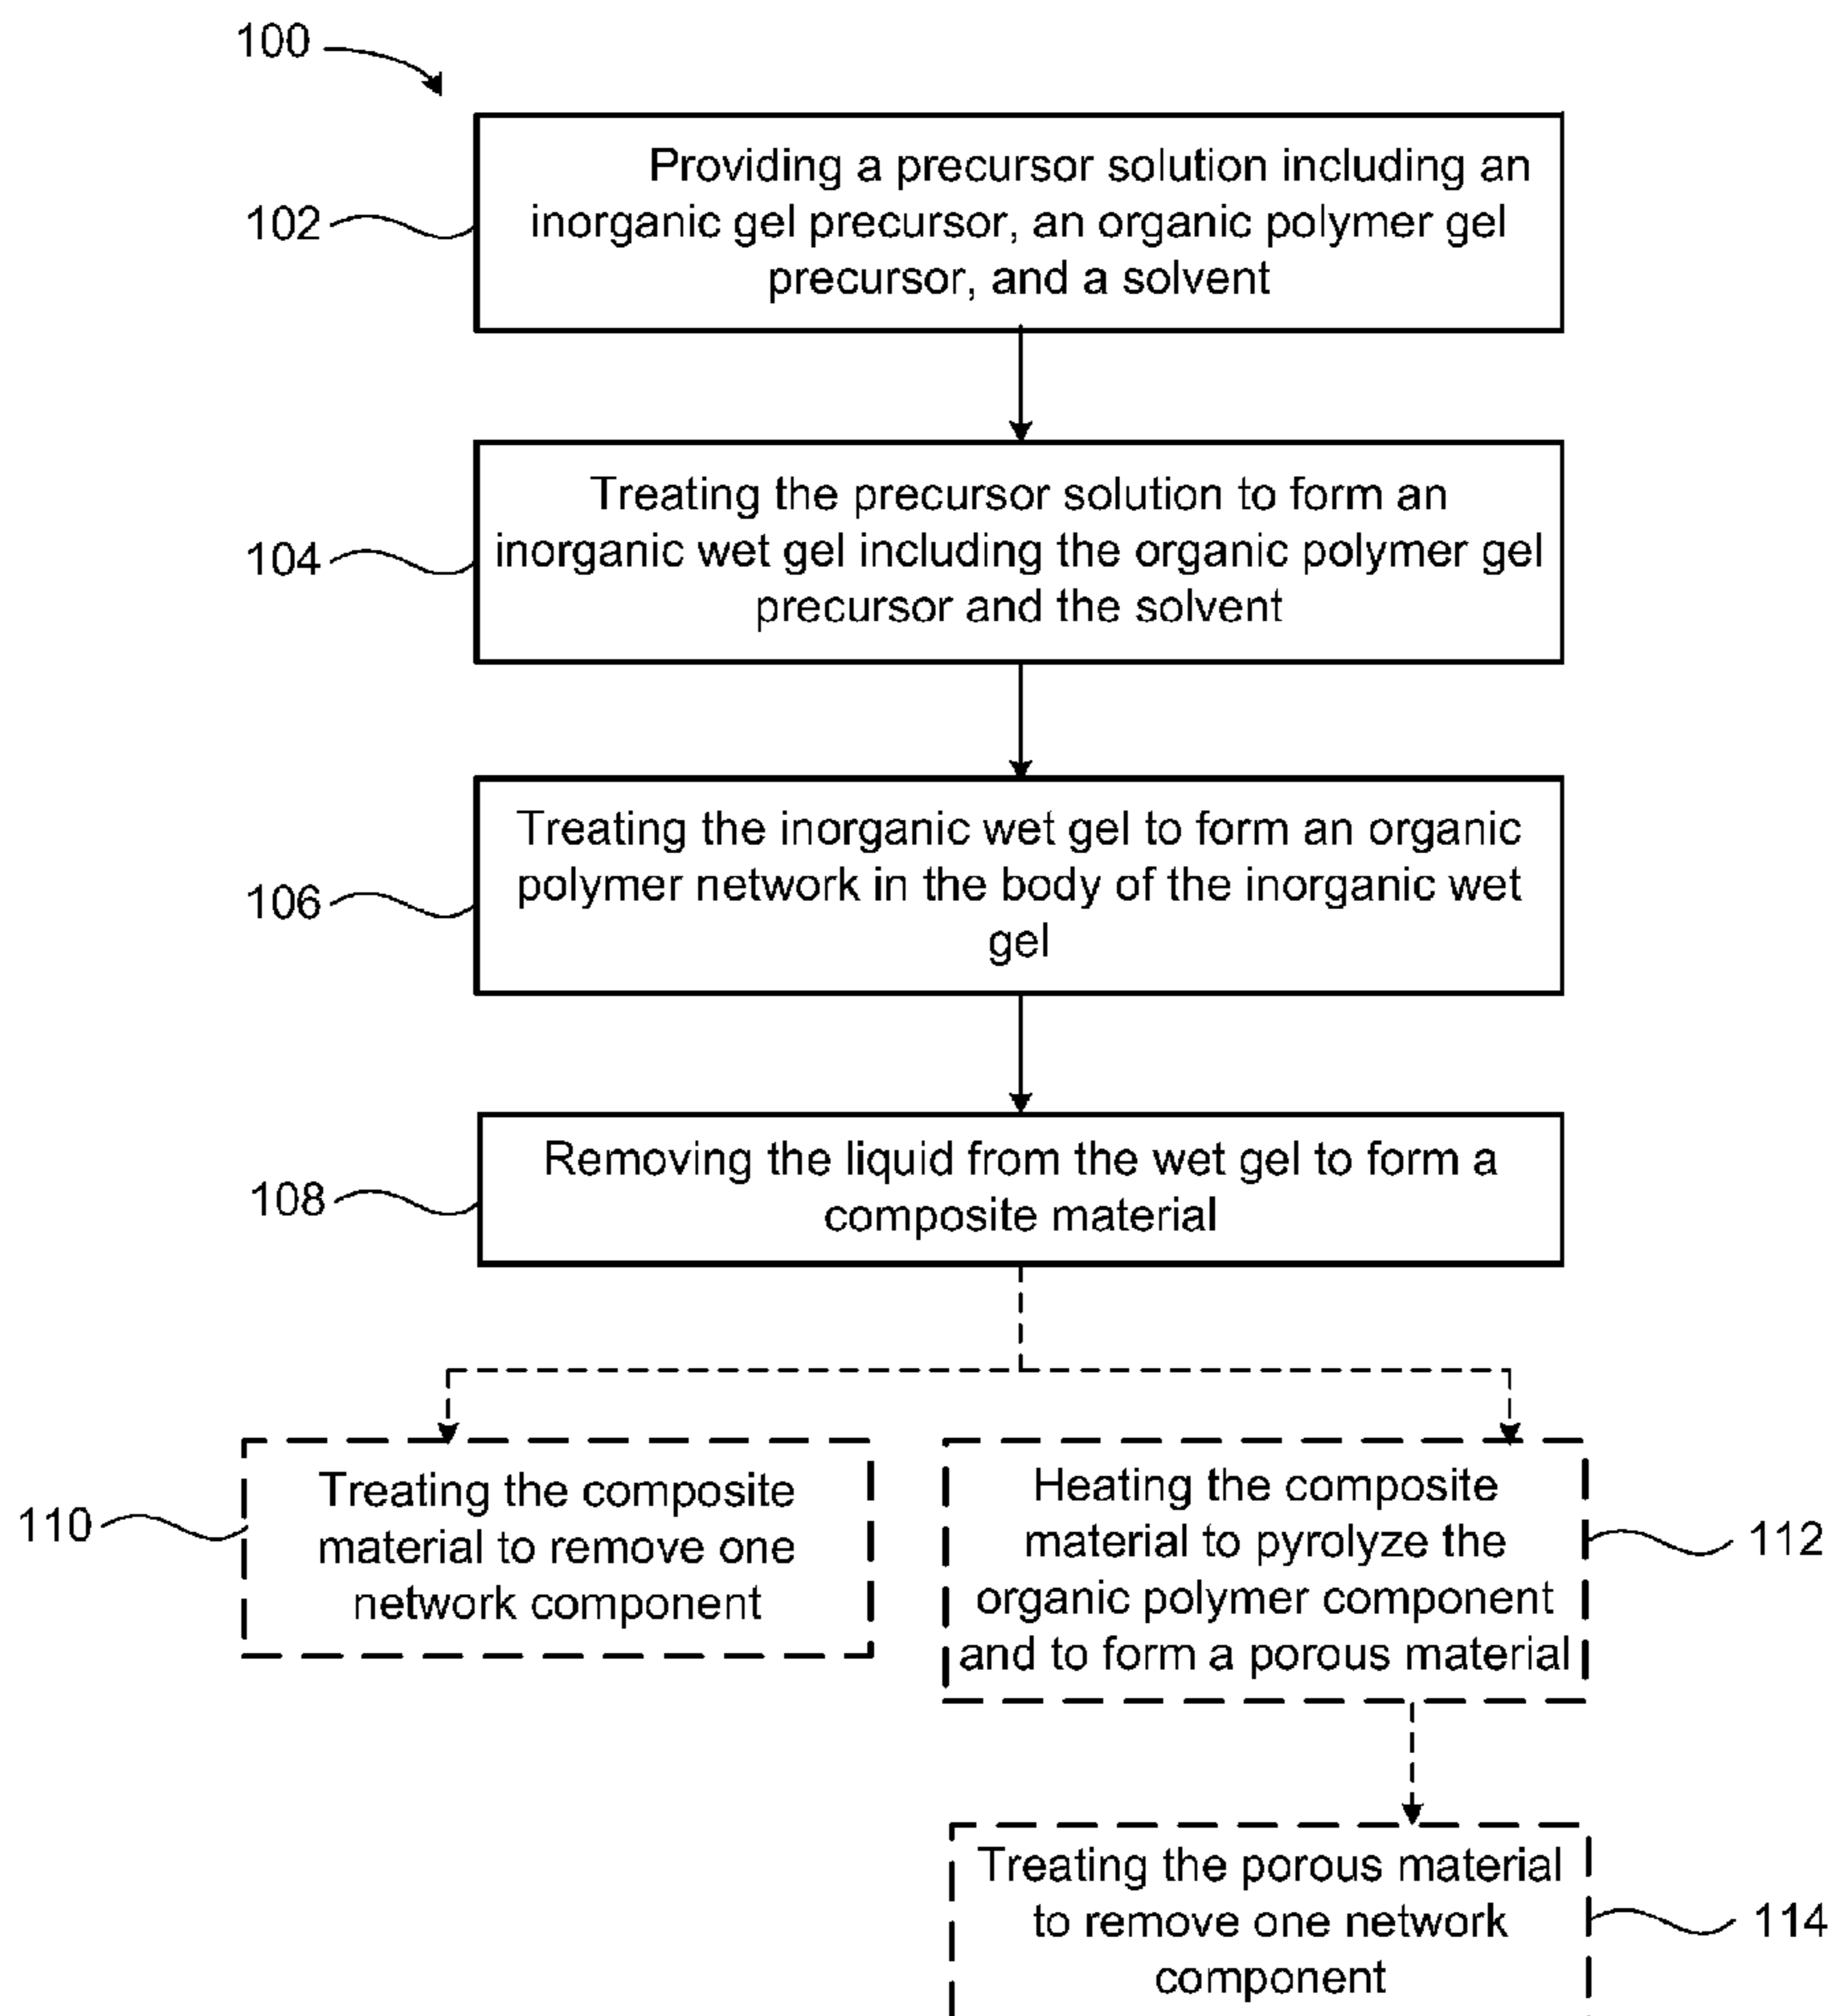 100
102
Providing a precursor solution including an
inorganic gel precursor, an organic polymer gel
precursor, and a solvent
104
Treating the precursor solution to form an
inorganic wet gel including the organic polymer gel
precursor and the solvent
106
Treating the inorganic wet gel to form an organic
polymer network in the body of the inorganic wet
gel
108
Removing the liquid from the wet gel to form a
composite material
110
Treating the composite
material to remove one
network component
Heating the composite
material to pyrolyze the
organic polymer component
and to form a porous material
112
Treating the porous material
to remove one network
component
114